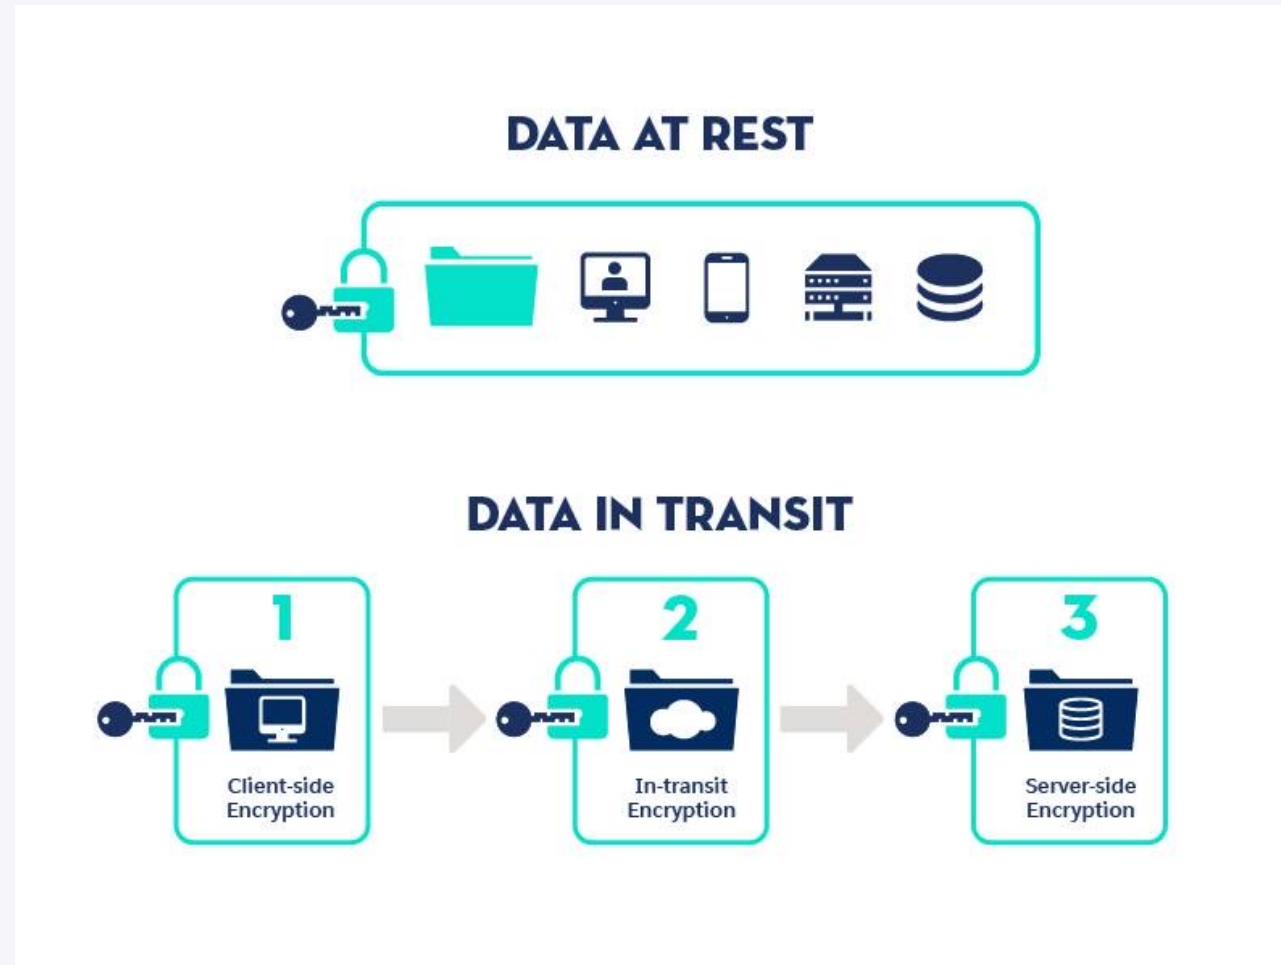 DATA AT REST
DATA IN TRANSIT
1
Client-side
Encryption
2
In-transit
Encryption
3
Server-side
Encryption